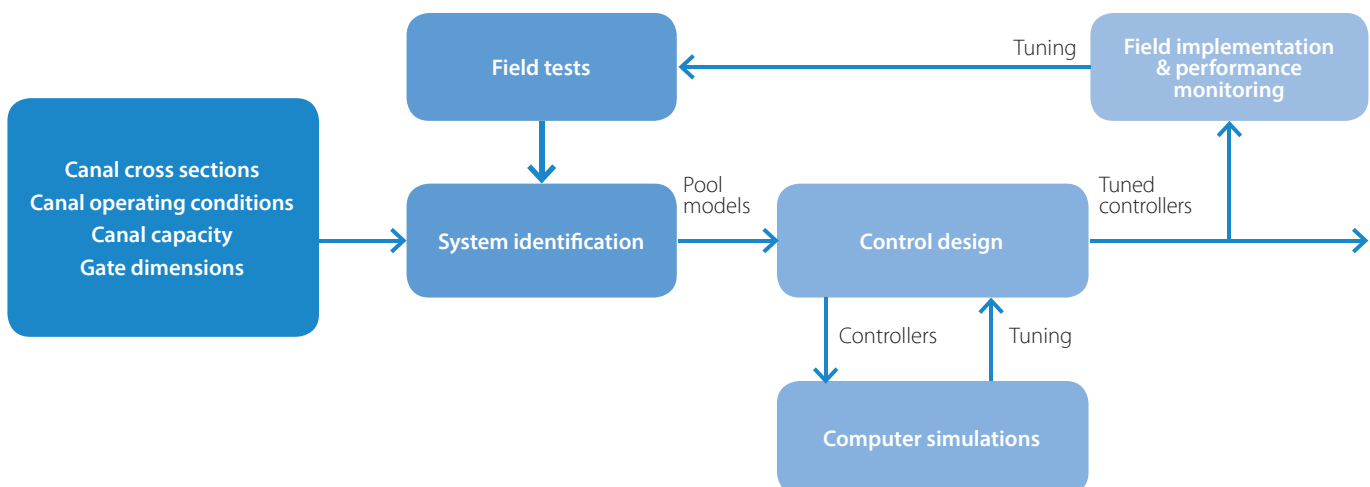 Canal cross sections
Canal operating conditions
Canal capacity
Gate dimensions
Field tests
System identification
Pool
models
Control design
Controllers
Tuning
Computer simulations
Tuned
controllers
Field implementation
& performance
monitoring
Tuning